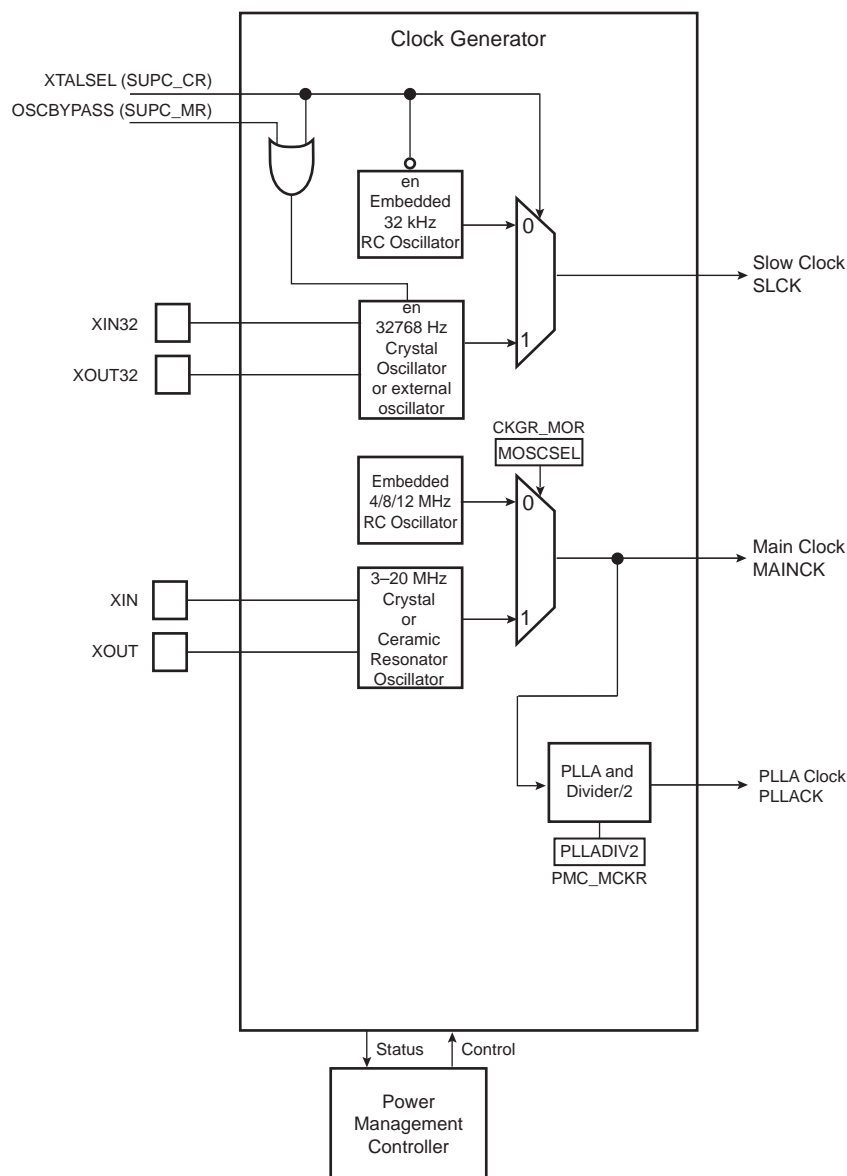 Clock Generator
XTALSEL (SUPC_CR)
OSCBYPASS (SUPC_MR)
en
Embedded
32 kHz
RC Oscillator
0
Slow Clock
SLCK
XIN32
XOUT32
en
32768 Hz
Crystal
Oscillator
or external
oscillator
1
CKGR_MOR
MOSCSEL
Embedded
4/8/12 MHz
RC Oscillator
0
Main Clock
MAINCK
XIN
XOUT
3–20 MHz
Crystal
or
Ceramic
Resonator
Oscillator
1
PLLA and
Divider/2
PLLA Clock
PLLACK
PLLADIV2
PMC_MCKR
Status
Control
Power
Management
Controller